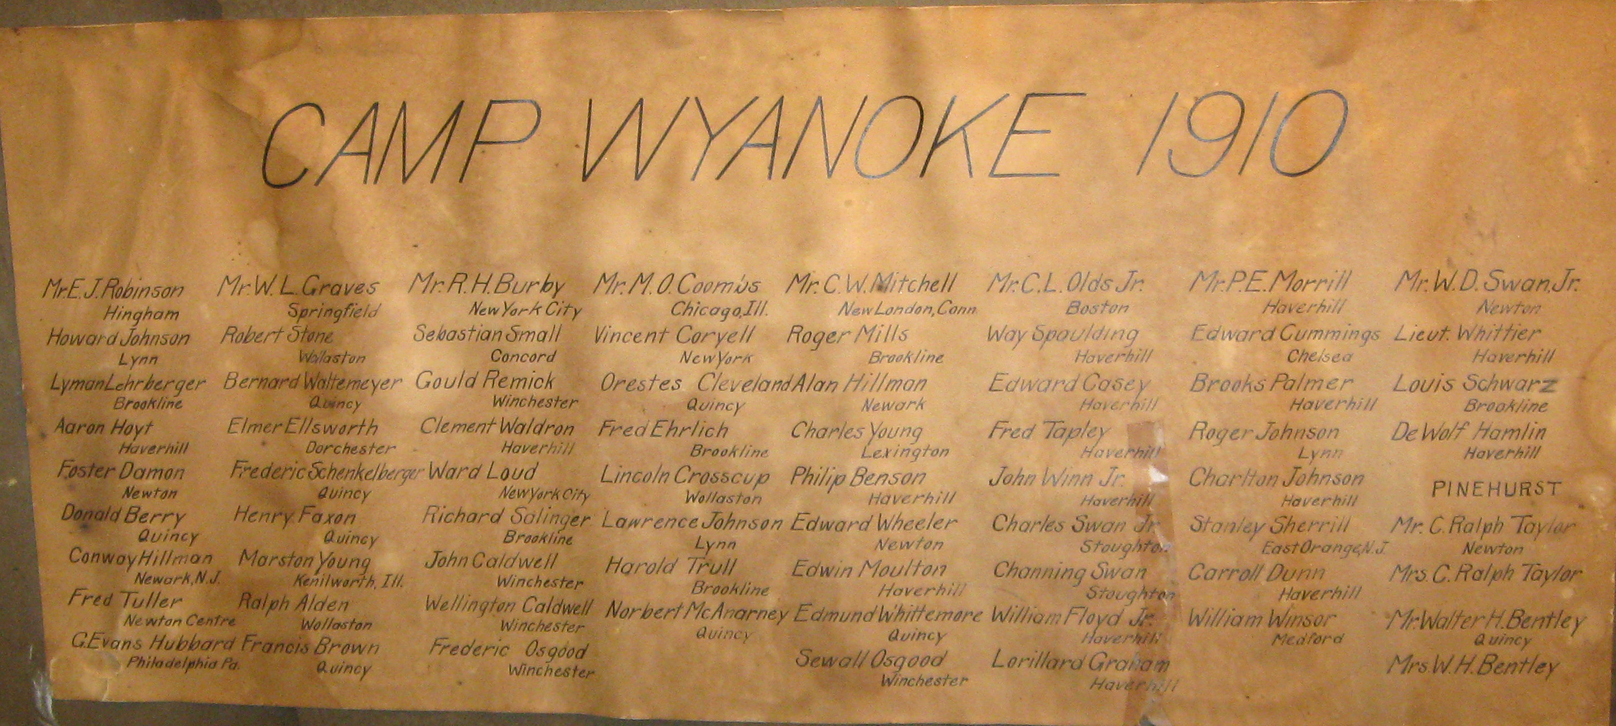 CAMP WYANOKE 1910
Mr. E. J. Robinson
Hingham
Howard Johnson
Lynn
Lyman Lehrberger
Brookline
Aaron Hoyt
Haverhill
Foster Damon
Newton
Donald Berry
Quincy
Conway Hillman
Newark, N.J.
Fred Tuller
Newton Centre
G. Evans Hubbard
Philadelphia Pa.
Mr. W. L. Graves
Springfield
Robert Stone
Wollaston
Bernard Waltemeyer
Quincy
Elmer Ellsworth
Dorchester
Frederic Schenkelberger
Quincy
Henry Faxon
Quincy
Marston Young
Kenilworth, Ill.
Ralph Alden
Wollaston
Francis Brown
Quincy
Mr. R. H. Burby
New York City
Sebastian Small
Concord
Gould Remick
Winchester
Clement Waldron
Haverhill
Ward Loud
New York City
Richard Salinger
Brookline
John Caldwell
Winchester
Wellington Caldwell
Winchester
Frederic Osgood
Winchester
Mr. M. O. Coombs
Chicago, Ill.
Vincent Coryell
New York
Orestes Cleveland
Quincy
Fred Ehrlich
Brookline
Lincoln Crosscup
Wollaston
Lawrence Johnson
Lynn
Harold Trull
Brookline
Norbert McAnarney
Quincy
Mr. C. W. Mitchell
New London, Conn.
Roger Mills
Brookline
Alan Hillman
Newark
Charles Young
Lexington
Philip Benson
Haverhill
Edward Wheeler
Newton
Edwin Moulton
Haverhill
Edmund Whittemore
Quincy
Sewall Osgood
Winchester
Mr. C. L. Olds Jr.
Boston
Way Spaulding
Haverhill
Edward Casey
Haverhill
Fred Tapley
Haverhill
John Winn Jr.
Haverhill
Charles Swan Jr.
Stoughton
Channing Swan
Stoughton
William Floyd Jr.
Haverhill
Lorillard Graham
Haverhill
Mr. P. E. Morrill
Haverhill
Edward Cummings
Chelsea
Brooks Palmer
Haverhill
Roger Johnson
Lynn
Charlton Johnson
Haverhill
Stanley Sherrill
East Orange, N.J.
Carroll Dunn
Haverhill
William Winsor
Medford
Mr. W. D. Swan, Jr.
Newton
Lieut. Whittier
Haverhill
Louis Schwarz
Brookline
De Wolf Hamlin
Haverhill
PINEHURST
Mr. C. Ralph Taylor
Newton
Mrs. C. Ralph Taylor
Mr. Walter H. Bentley
Quincy
Mrs. W. H. Bentley